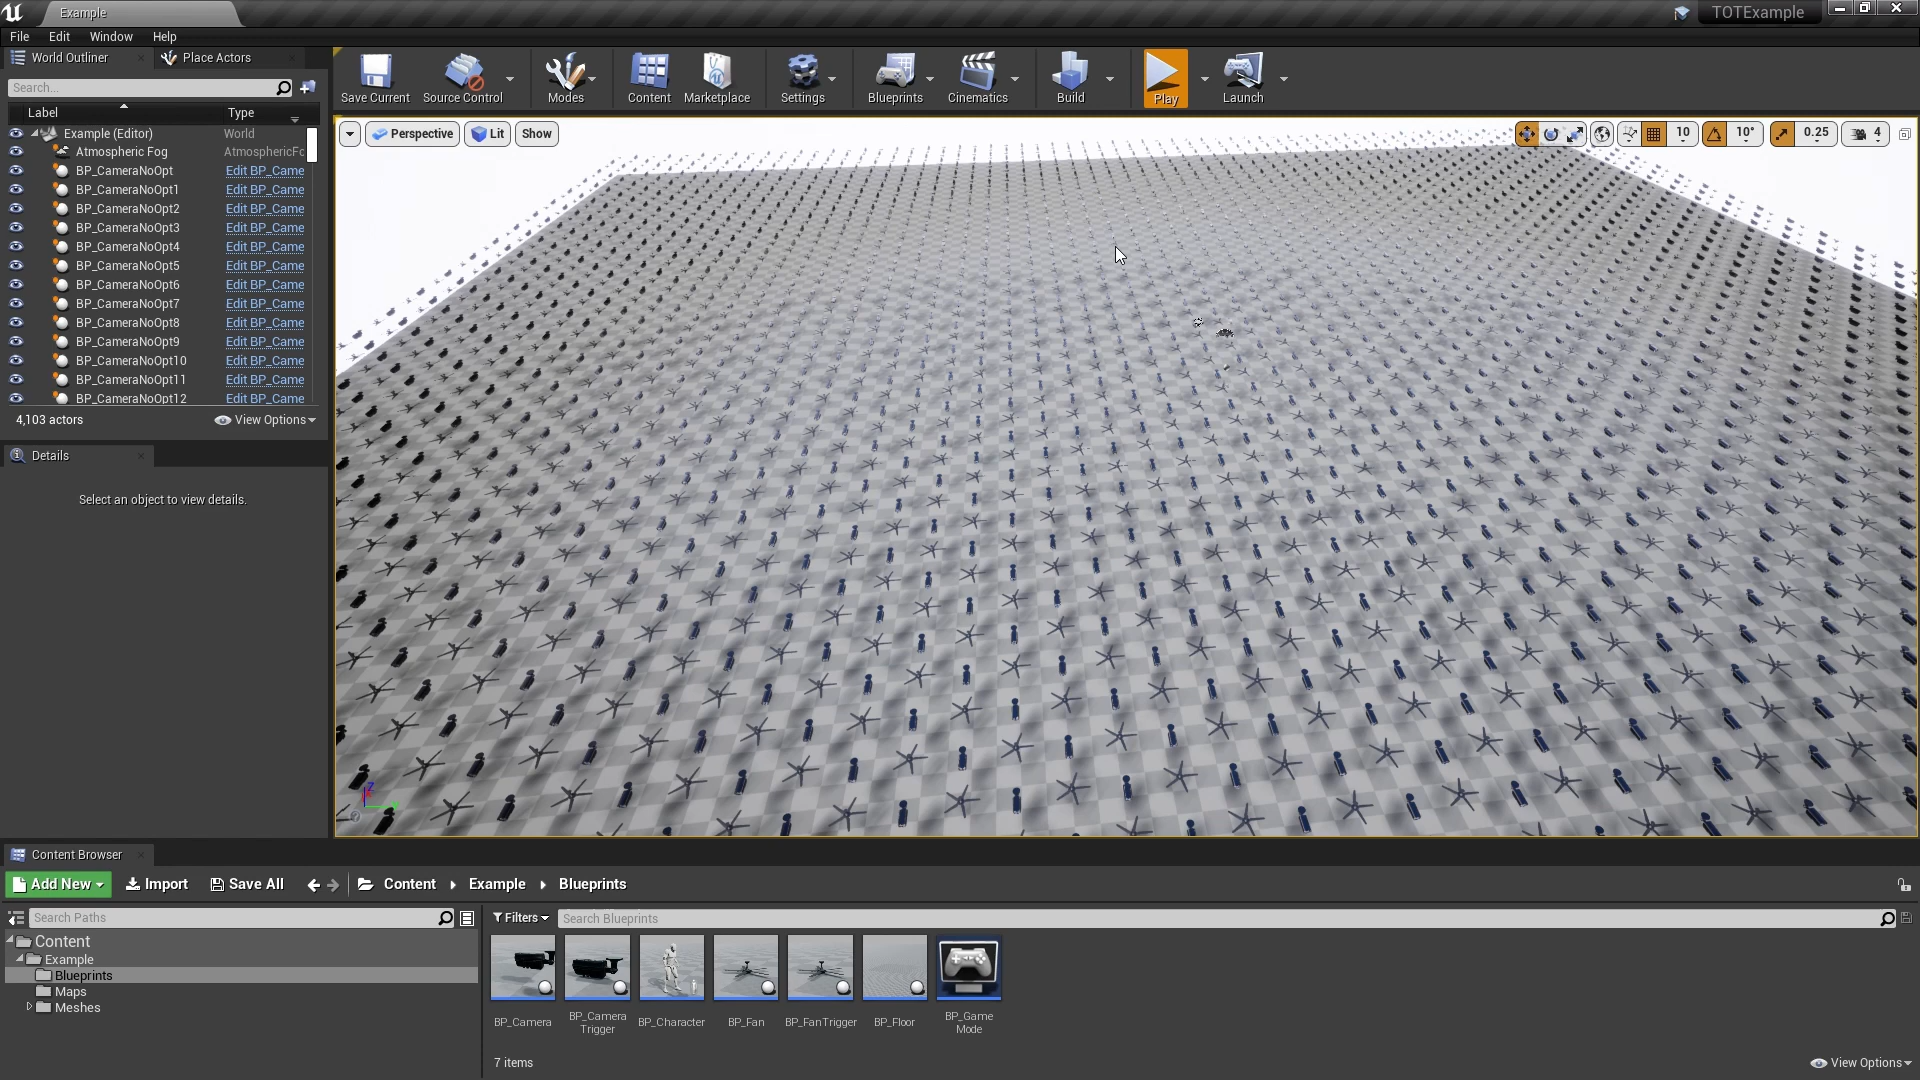 Example
TOTExample
File Edit Window Help
World Outliner
Place Actors
Search...
Label Type
Example (Editor) World
Atmospheric Fog AtmosphericFc
BP_CameraNoOpt Edit BP_Came
BP_CameraNoOpt1 Edit BP_Came
BP_CameraNoOpt2 Edit BP_Came
BP_CameraNoOpt3 Edit BP_Came
BP_CameraNoOpt4 Edit BP_Came
BP_CameraNoOpt5 Edit BP_Came
BP_CameraNoOpt6 Edit BP_Came
BP_CameraNoOpt7 Edit BP_Came
BP_CameraNoOpt8 Edit BP_Came
BP_CameraNoOpt9 Edit BP_Came
BP_CameraNoOpt10 Edit BP_Came
BP_CameraNoOpt11 Edit BP_Came
BP_CameraNoOpt12 Edit BP_Came
4,103 actors View Options
Details
Select an object to view details.
Save Current Source Control Modes Content Marketplace Settings Blueprints Cinematics Build Play Launch
Perspective Lit Show
10 10° 0.25 4
Z
Content Browser
Add New Import Save All Content Example Blueprints
Search Paths
Content
Example
Blueprints
Maps
Meshes
Filters Search Blueprints
BP_Camera
BP_Camera
Trigger
BP_Character
BP_Fan
BP_FanTrigger
BP_Floor
BP_Game
Mode
7 items View Options